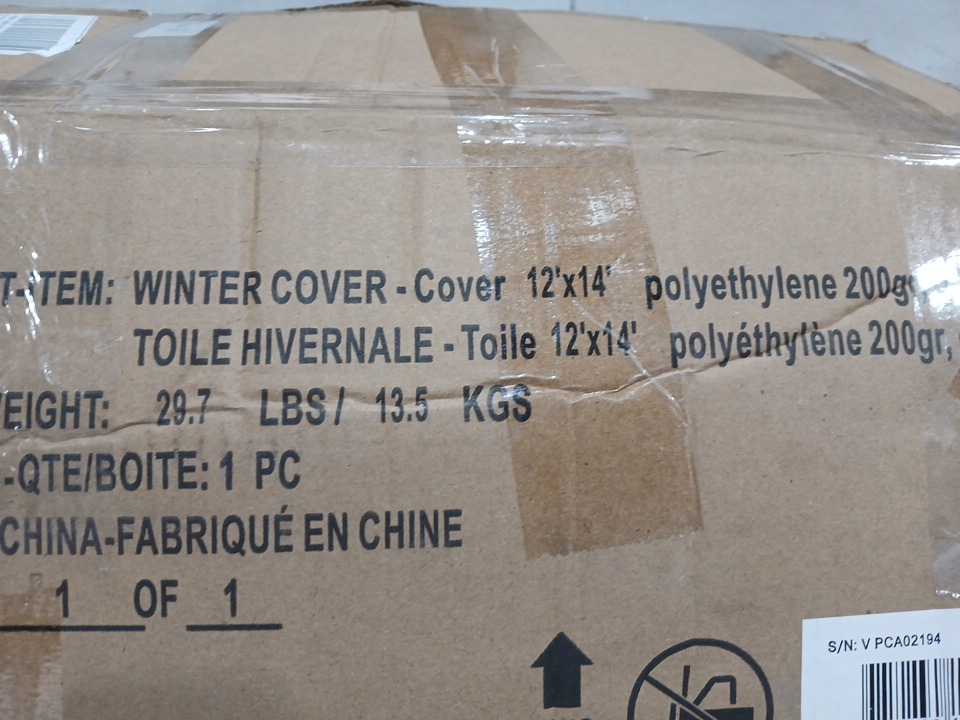 WINTER COVER - Cover 12'x14' polyethylene 200gr
TOILE HIVERNALE - Toile 12'x14' polyéthylène 200gr,
29.7 LBS / 13.5 KGS
-QTE/BOITE: 1 PC
CHINA-FABRIQUÉ EN CHINE
1 OF 1
S/N: V PCA02194